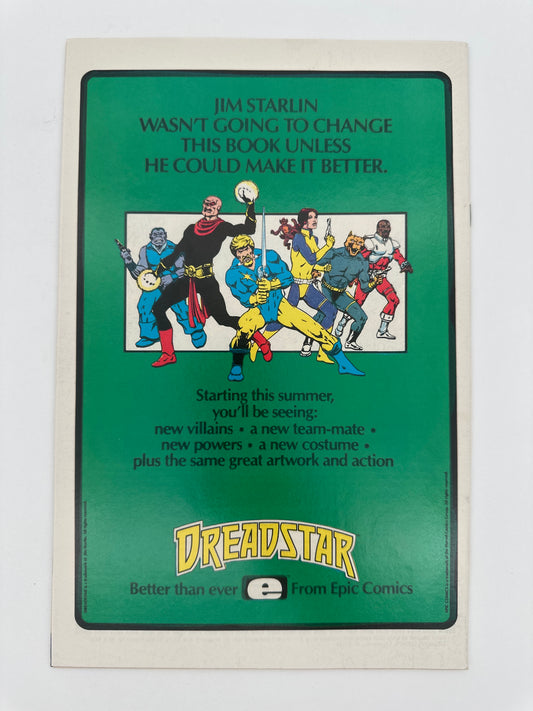 JIM STARLIN
WASN'T GOING TO CHANGE
THIS BOOK UNLESS
HE COULD MAKE IT BETTER.
Starting this summer,
you'll be seeing:
new villains • a new team-mate •
new powers • a new costume •
plus the same great artwork and action
DREADSTAR
Better than ever e From Epic Comics